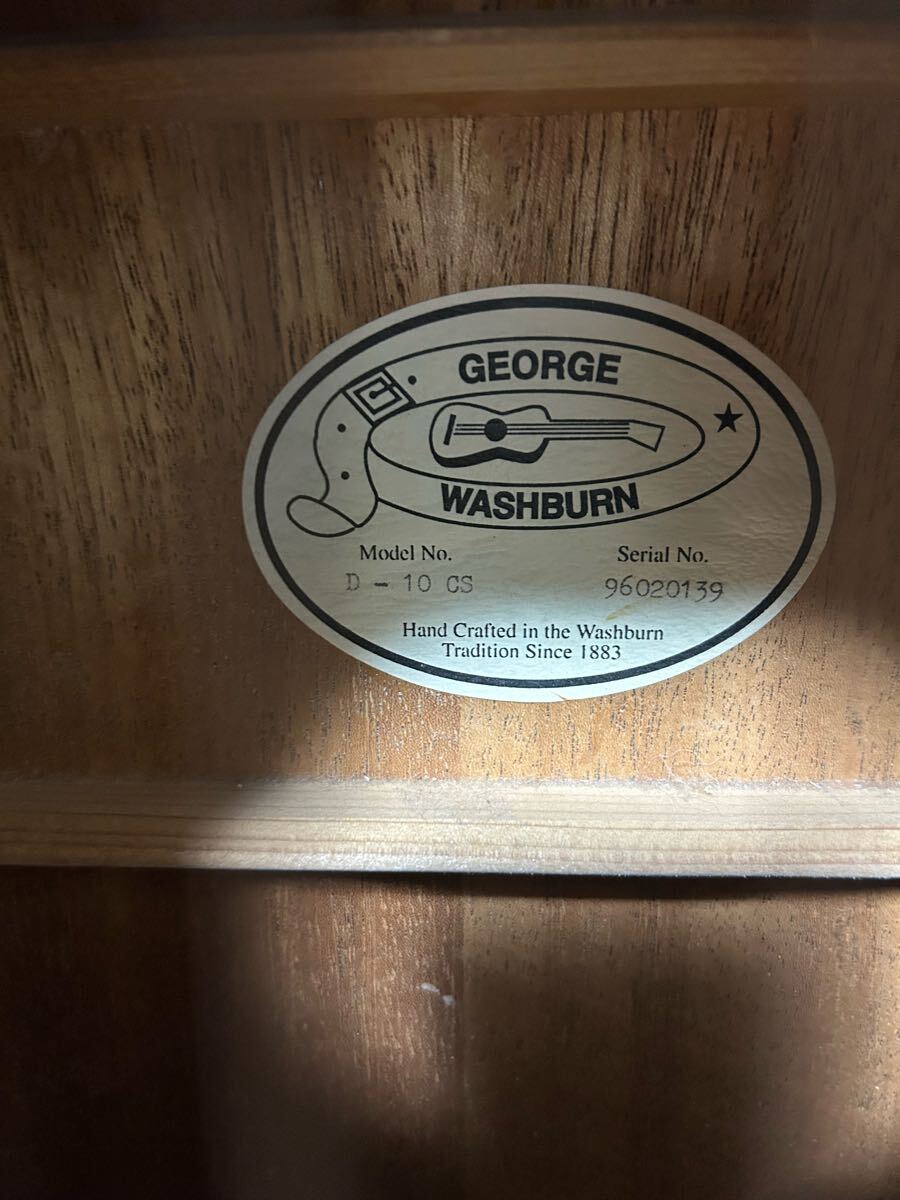 GEORGE
WASHBURN
Model No. Serial No.
D - 10 CS 96020139
Hand Crafted in the Washburn
Tradition Since 1883